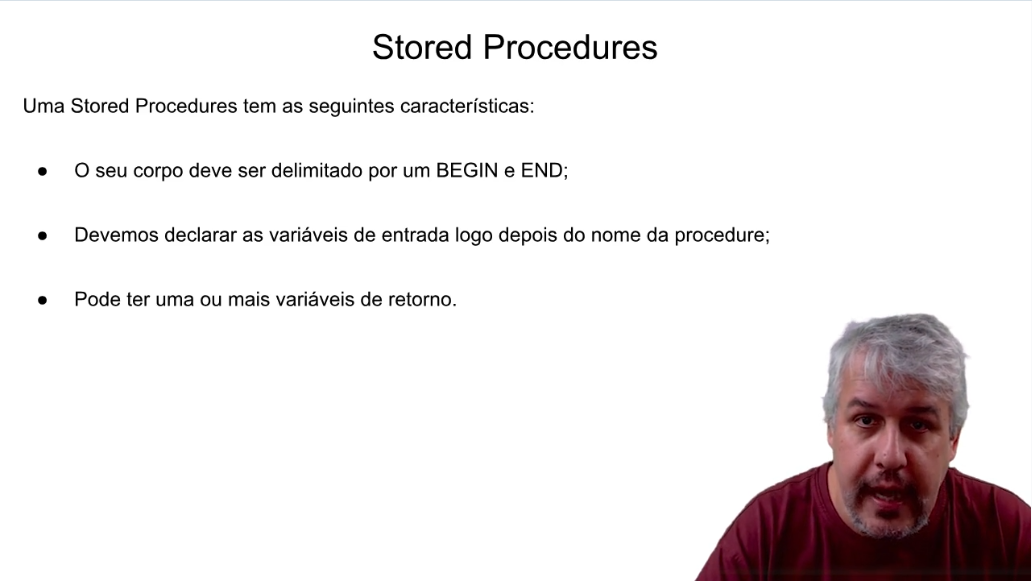 Stored Procedures
Uma Stored Procedures tem as seguintes características:
● O seu corpo deve ser delimitado por um BEGIN e END;
● Devemos declarar as variáveis de entrada logo depois do nome da procedure;
● Pode ter uma ou mais variáveis de retorno.